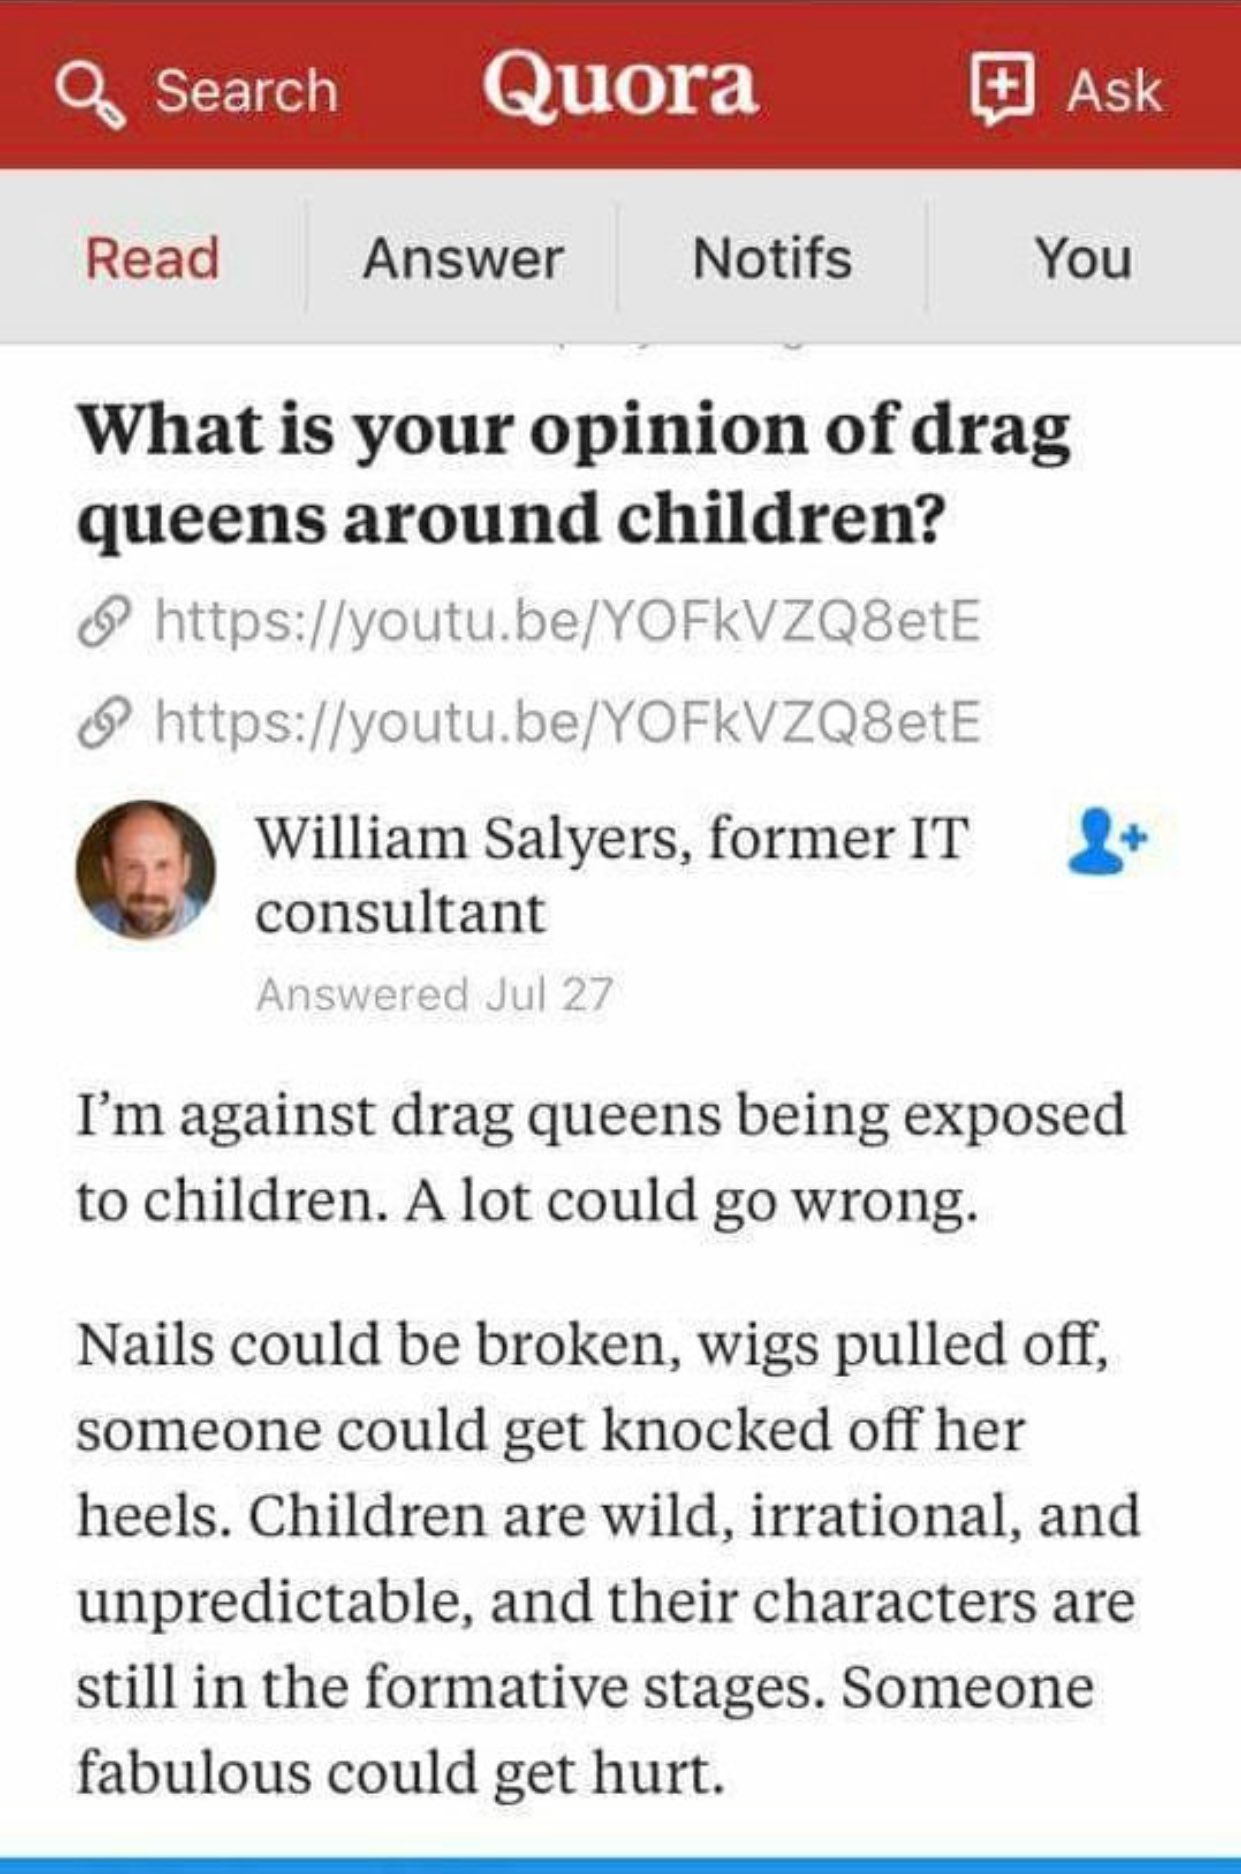 Search Quora Ask
Read Answer Notifs You
What is your opinion of drag
queens around children?
https://youtu.be/YOFkVZQ8etE
https://youtu.be/YOFkVZQ8etE
William Salyers, former IT
consultant
Answered Jul 27
I'm against drag queens being exposed
to children. A lot could go wrong.
Nails could be broken, wigs pulled off,
someone could get knocked off her
heels. Children are wild, irrational, and
unpredictable, and their characters are
still in the formative stages. Someone
fabulous could get hurt.